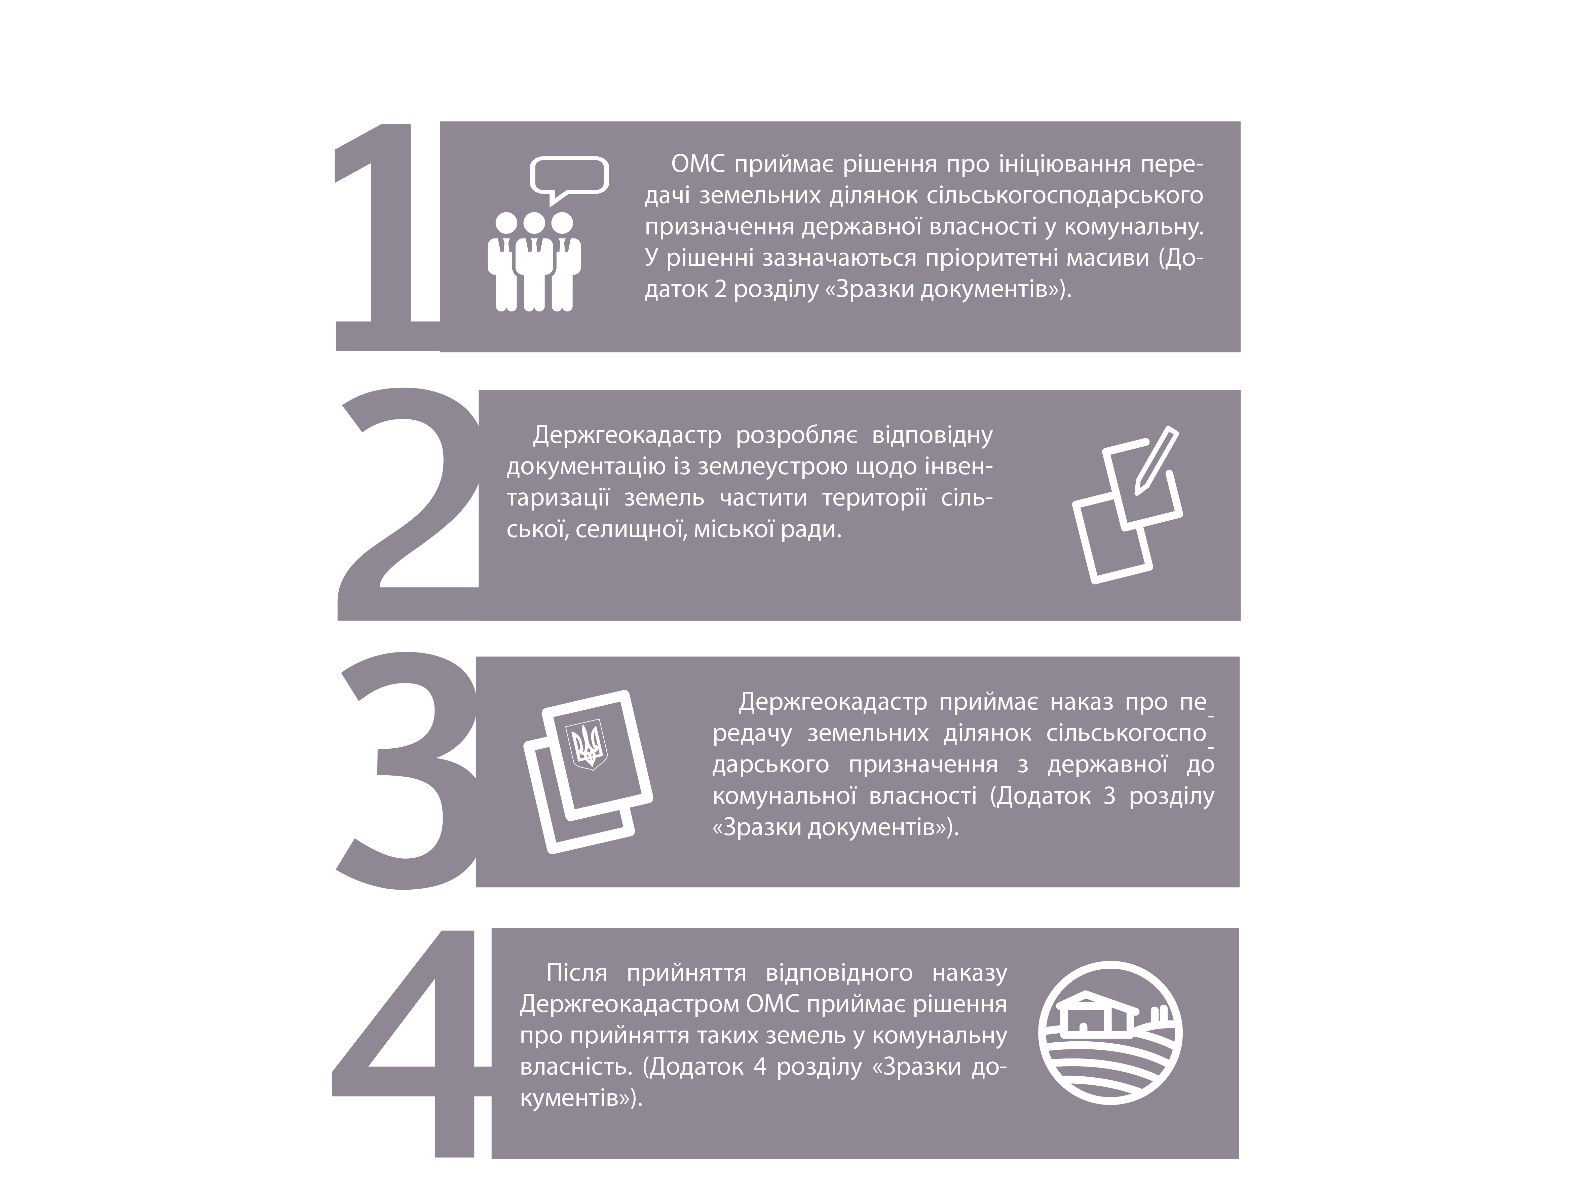 1
ОМС приймає рішення про ініціювання пере-
дачі земельних ділянок сільськогосподарського
призначення державної власності у комунальну.
У рішенні зазначаються пріоритетні масиви (До-
даток 2 розділу «Зразки документів»).
2
Держгеокадастр розробляє відповідну
документацію із землеустрою щодо інвен-
таризації земель частити території сіль-
ської, селищної, міської ради.
3
Держгеокадастр приймає наказ про пе_
редачу земельних ділянок сільськогоспо_
дарського призначення з державної до
комунальної власності (Додаток 3 розділу
«Зразки документів»).
4
Після прийняття відповідного наказу
Держгеокадастром ОМС приймає рішення
про прийняття таких земель у комунальну
власність. (Додаток 4 розділу «Зразки до-
кументів»).